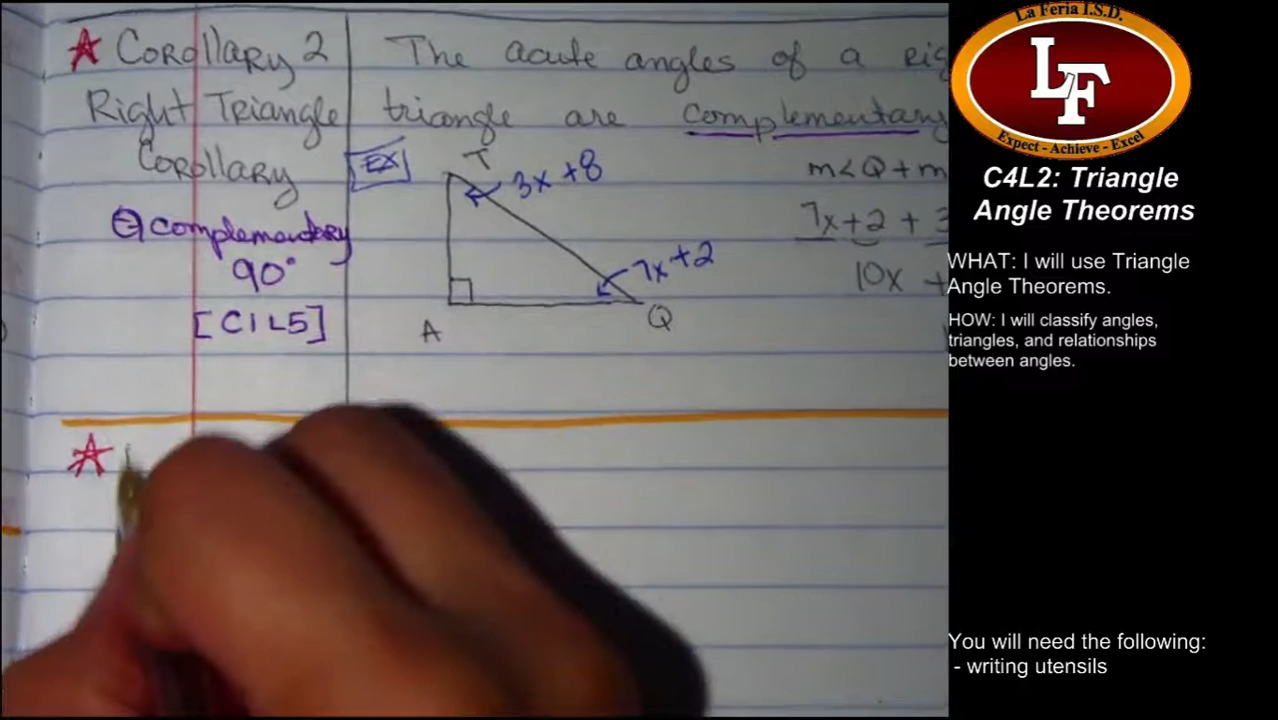 ★ Corollary 2
Right Triangle
Corollary
⊖ complementary
90°
[C1L5]
The acute angles of a rig
triangle are complementary
EX
T
3x+8
7x+2
A
Q
m<Q + m
7x+2 + 3
10x +
La Feria I.S.D.
LF
Expect - Achieve - Excel
C4L2: Triangle
Angle Theorems
WHAT: I will use Triangle
Angle Theorems.
HOW: I will classify angles,
triangles, and relationships
between angles.
You will need the following:
- writing utensils